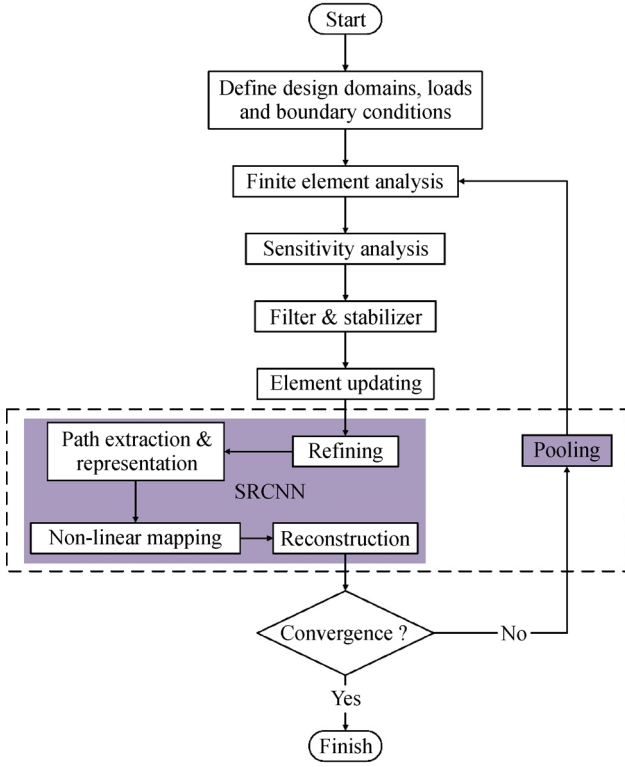 Start
Define design domains, loads
and boundary conditions
Finite element analysis
Sensitivity analysis
Filter & stabilizer
Element updating
Path extraction &
representation
Refining
Pooling
SRCNN
Non-linear mapping
Reconstruction
Convergence ?
No
Yes
Finish